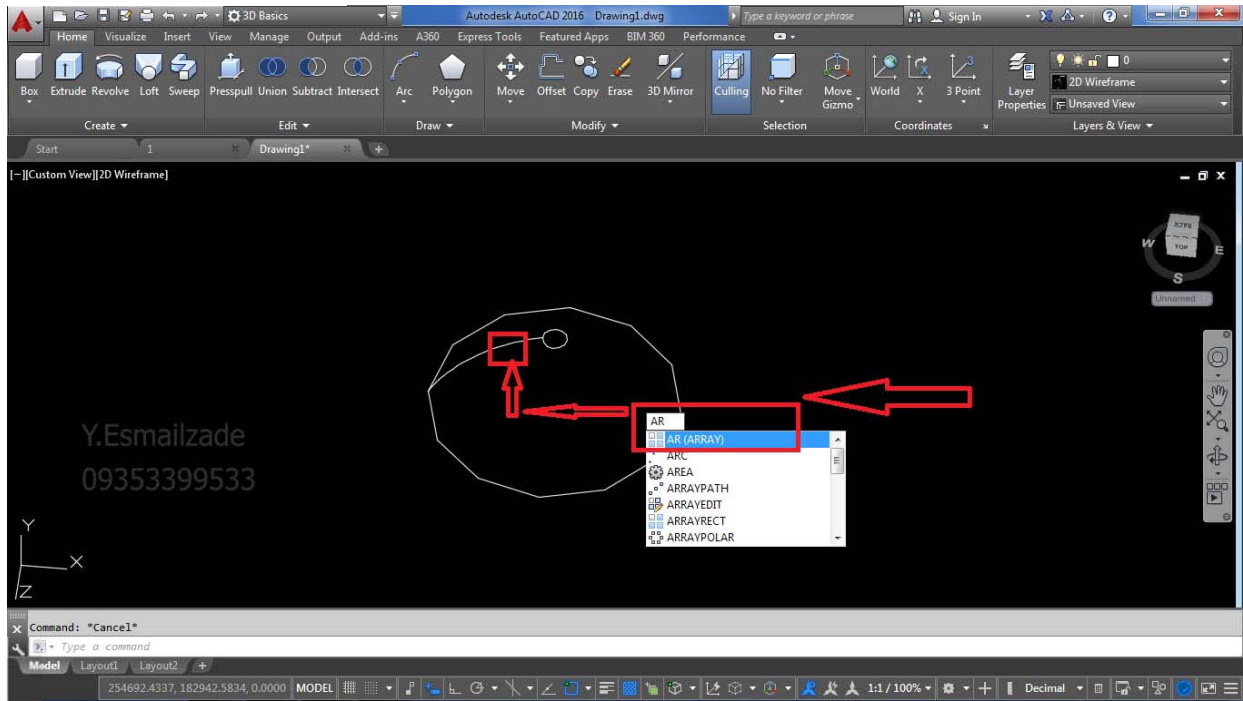 3D Basics Autodesk AutoCAD 2016 Drawing1.dwg Type a keyword or phrase Sign In
Home Visualize Insert View Manage Output Add-ins A360 Express Tools Featured Apps BIM 360 Performance
Box Extrude Revolve Loft Sweep Presspull Union Subtract Intersect Arc Polygon Move Offset Copy Erase 3D Mirror Culling No Filter Move Gizmo World X 3 Point Layer Properties
0
2D Wireframe
Unsaved View
Create Edit Draw Modify Selection Coordinates Layers & View
Start 1 Drawing1*
[−][Custom View][2D Wireframe]
BACK
W TOP E
S
Unnamed
AR
AR (ARRAY)
ARC
AREA
ARRAYPATH
ARRAYEDIT
ARRAYRECT
ARRAYPOLAR
Y.Esmailzade
09353399533
Y
X
Z
Command: *Cancel*
Type a command
Model Layout1 Layout2 +
254692.4337, 182942.5834, 0.0000 MODEL 1:1 / 100% Decimal